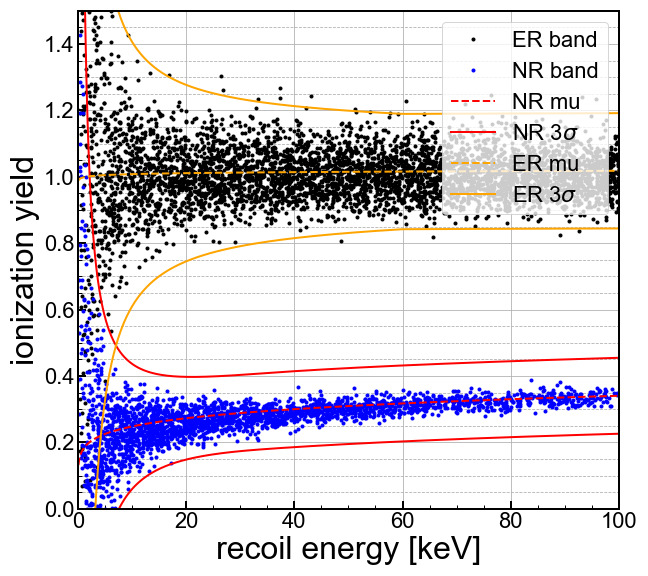 ionization yield
1.4
1.2
1.0
0.8
0.6
0.4
0.2
0.0
ER band
NR band
NR mu
NR 3σ
ER mu
ER 3σ
0 20 40 60 80 100
recoil energy [keV]